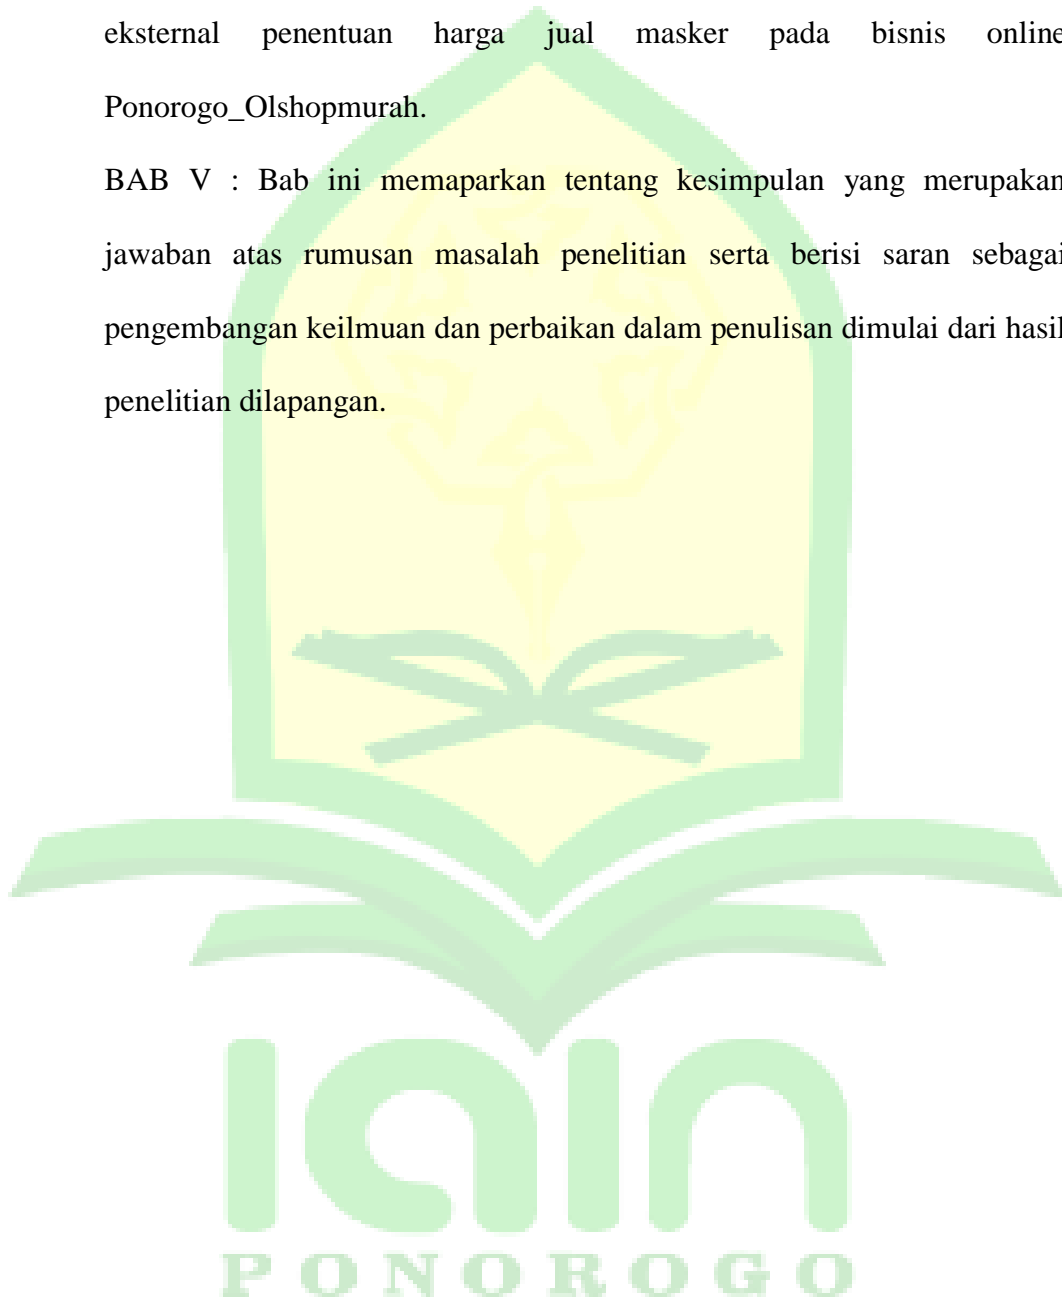 eksternal penentuan harga jual masker pada bisnis online
Ponorogo_Olshopmurah.
BAB V : Bab ini memaparkan tentang kesimpulan yang merupakan
jawaban atas rumusan masalah penelitian serta berisi saran sebagai
pengembangan keilmuan dan perbaikan dalam penulisan dimulai dari hasil
penelitian dilapangan.
iain
PONOROGO